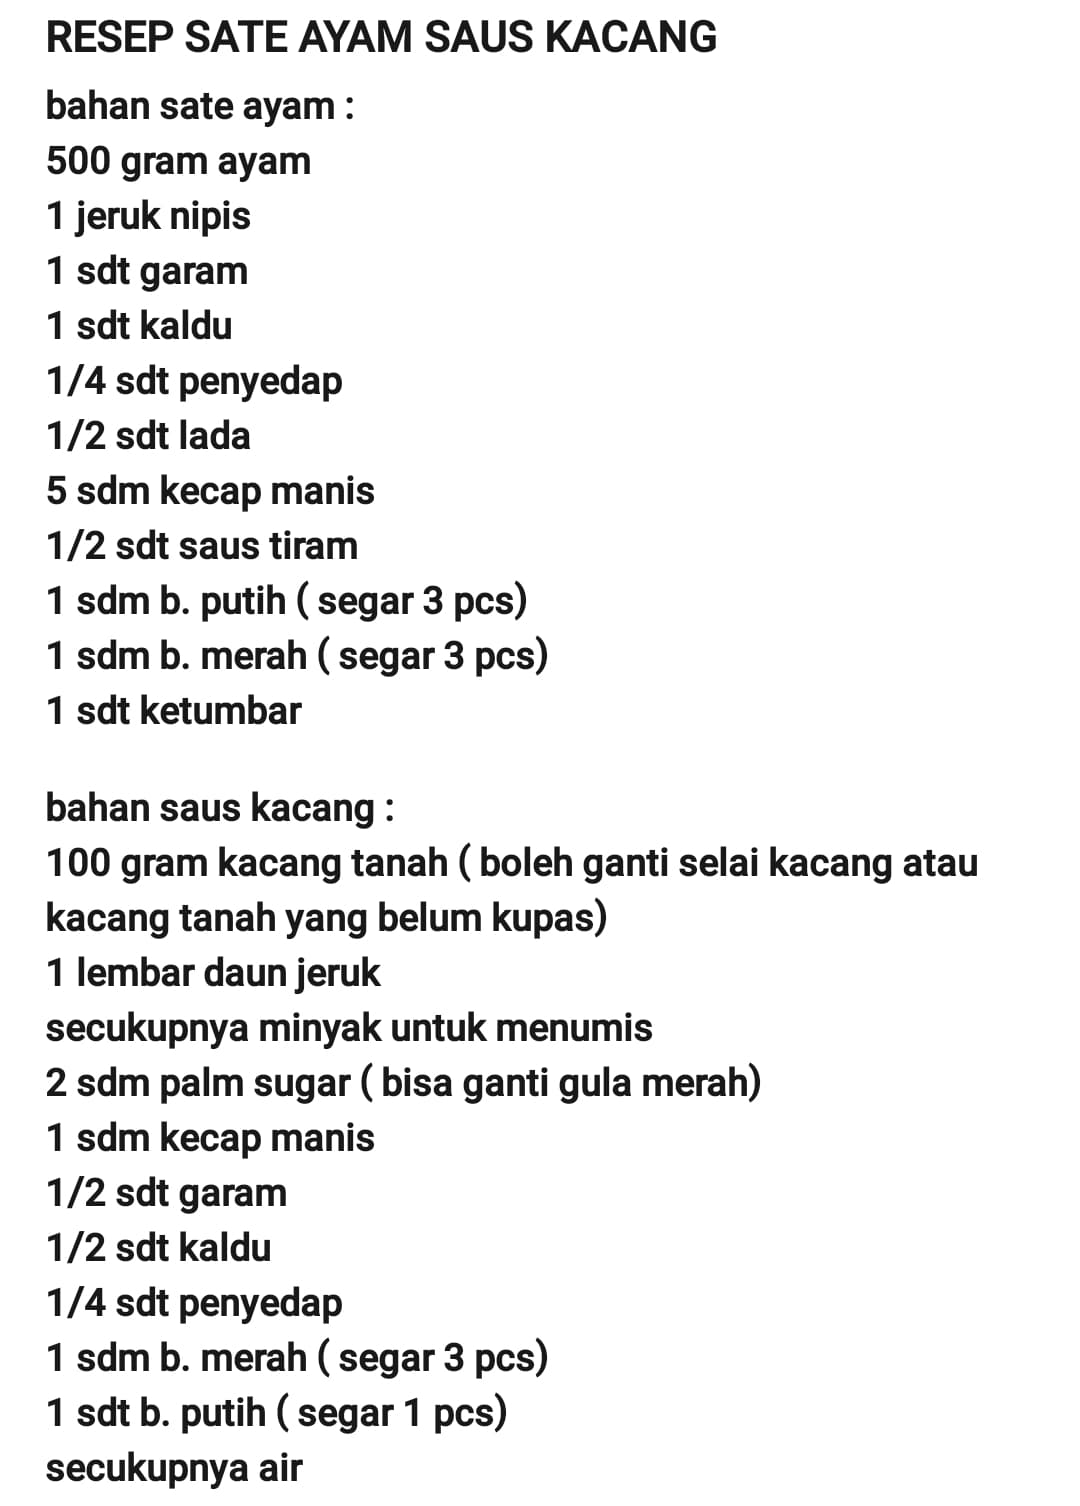 RESEP SATE AYAM SAUS KACANG
bahan sate ayam :
500 gram ayam
1 jeruk nipis
1 sdt garam
1 sdt kaldu
1/4 sdt penyedap
1/2 sdt lada
5 sdm kecap manis
1/2 sdt saus tiram
1 sdm b. putih ( segar 3 pcs)
1 sdm b. merah ( segar 3 pcs)
1 sdt ketumbar
bahan saus kacang :
100 gram kacang tanah ( boleh ganti selai kacang atau
kacang tanah yang belum kupas)
1 lembar daun jeruk
secukupnya minyak untuk menumis
2 sdm palm sugar ( bisa ganti gula merah)
1 sdm kecap manis
1/2 sdt garam
1/2 sdt kaldu
1/4 sdt penyedap
1 sdm b. merah ( segar 3 pcs)
1 sdt b. putih ( segar 1 pcs)
secukupnya air